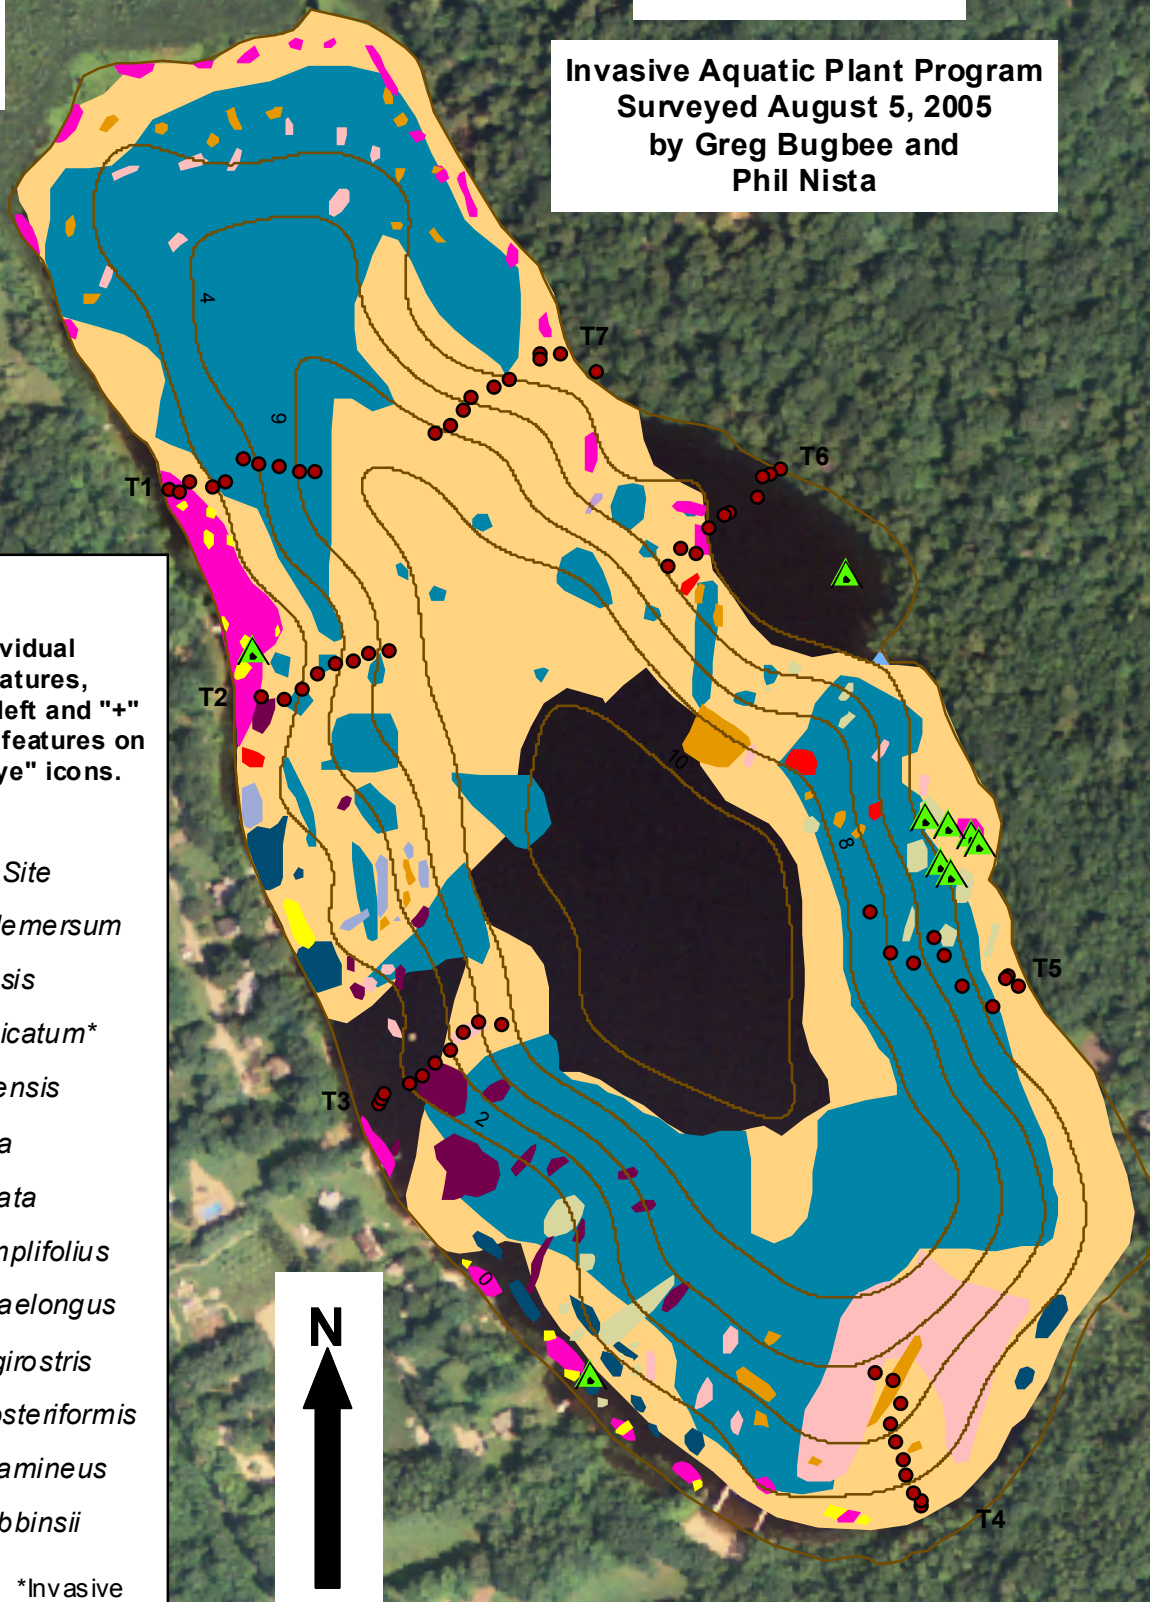 Invasive Aquatic Plant Program
Surveyed August 5, 2005
by Greg Bugbee and
Phil Nista
4
T7
9
T6
T1
vidual
atures,
left and "+"
features on
ye" icons.
T2
10
8
Site
lemersum
sis
icatum*
ensis
a
ata
nplifolius
aelongus
girostris
osteriformis
amineus
bbinsii
*Invasive
T5
T3
2
0
N
T4